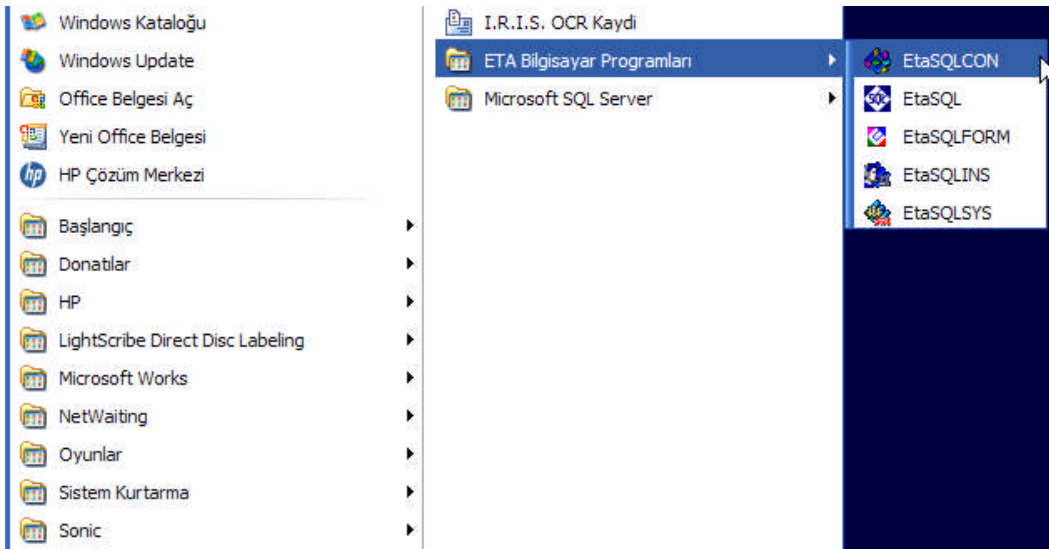 Windows Kataloğu
Windows Update
Office Belgesi Aç
Yeni Office Belgesi
HP Çözüm Merkezi
Başlangıç
Donatılar
HP
LightScribe Direct Disc Labeling
Microsoft Works
NetWaiting
Oyunlar
Sistem Kurtarma
Sonic
I.R.I.S. OCR Kaydi
ETA Bilgisayar Programları
Microsoft SQL Server
EtaSQLCON
EtaSQL
EtaSQLFORM
EtaSQLINS
EtaSQLSYS